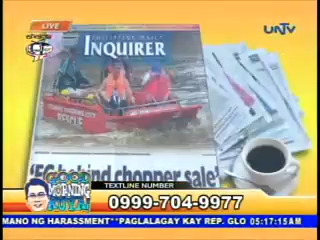 LIVE
UNTV
PHILIPPINE DAILY
INQUIRER
RESCUE
'FG behind chopper sale'
GOOD
MORNING
KUYA
TEXTLINE NUMBER
0999-704-9977
MANO NG HARASSMENT**PAGLALAGAY KAY REP. GLO
05:17:15AM